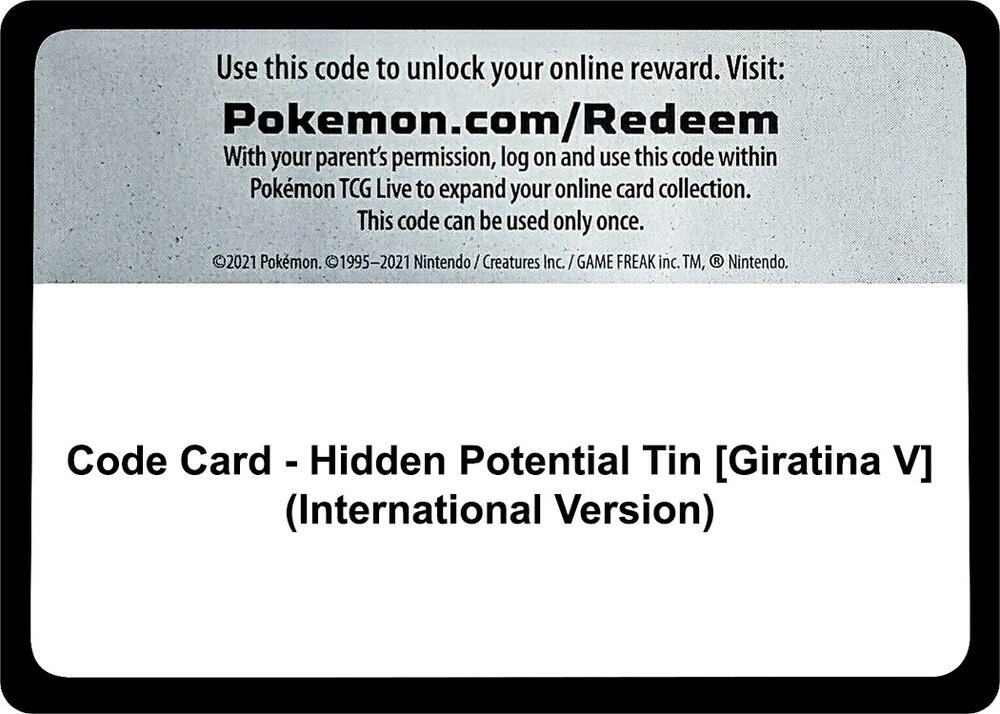 Use this code to unlock your online reward. Visit:
Pokemon.com/Redeem
With your parent's permission, log on and use this code within
Pokémon TCG Live to expand your online card collection.
This code can be used only once.
©2021 Pokémon. ©1995–2021 Nintendo / Creatures Inc. / GAME FREAK inc. TM, ® Nintendo.
Code Card - Hidden Potential Tin [Giratina V]
(International Version)